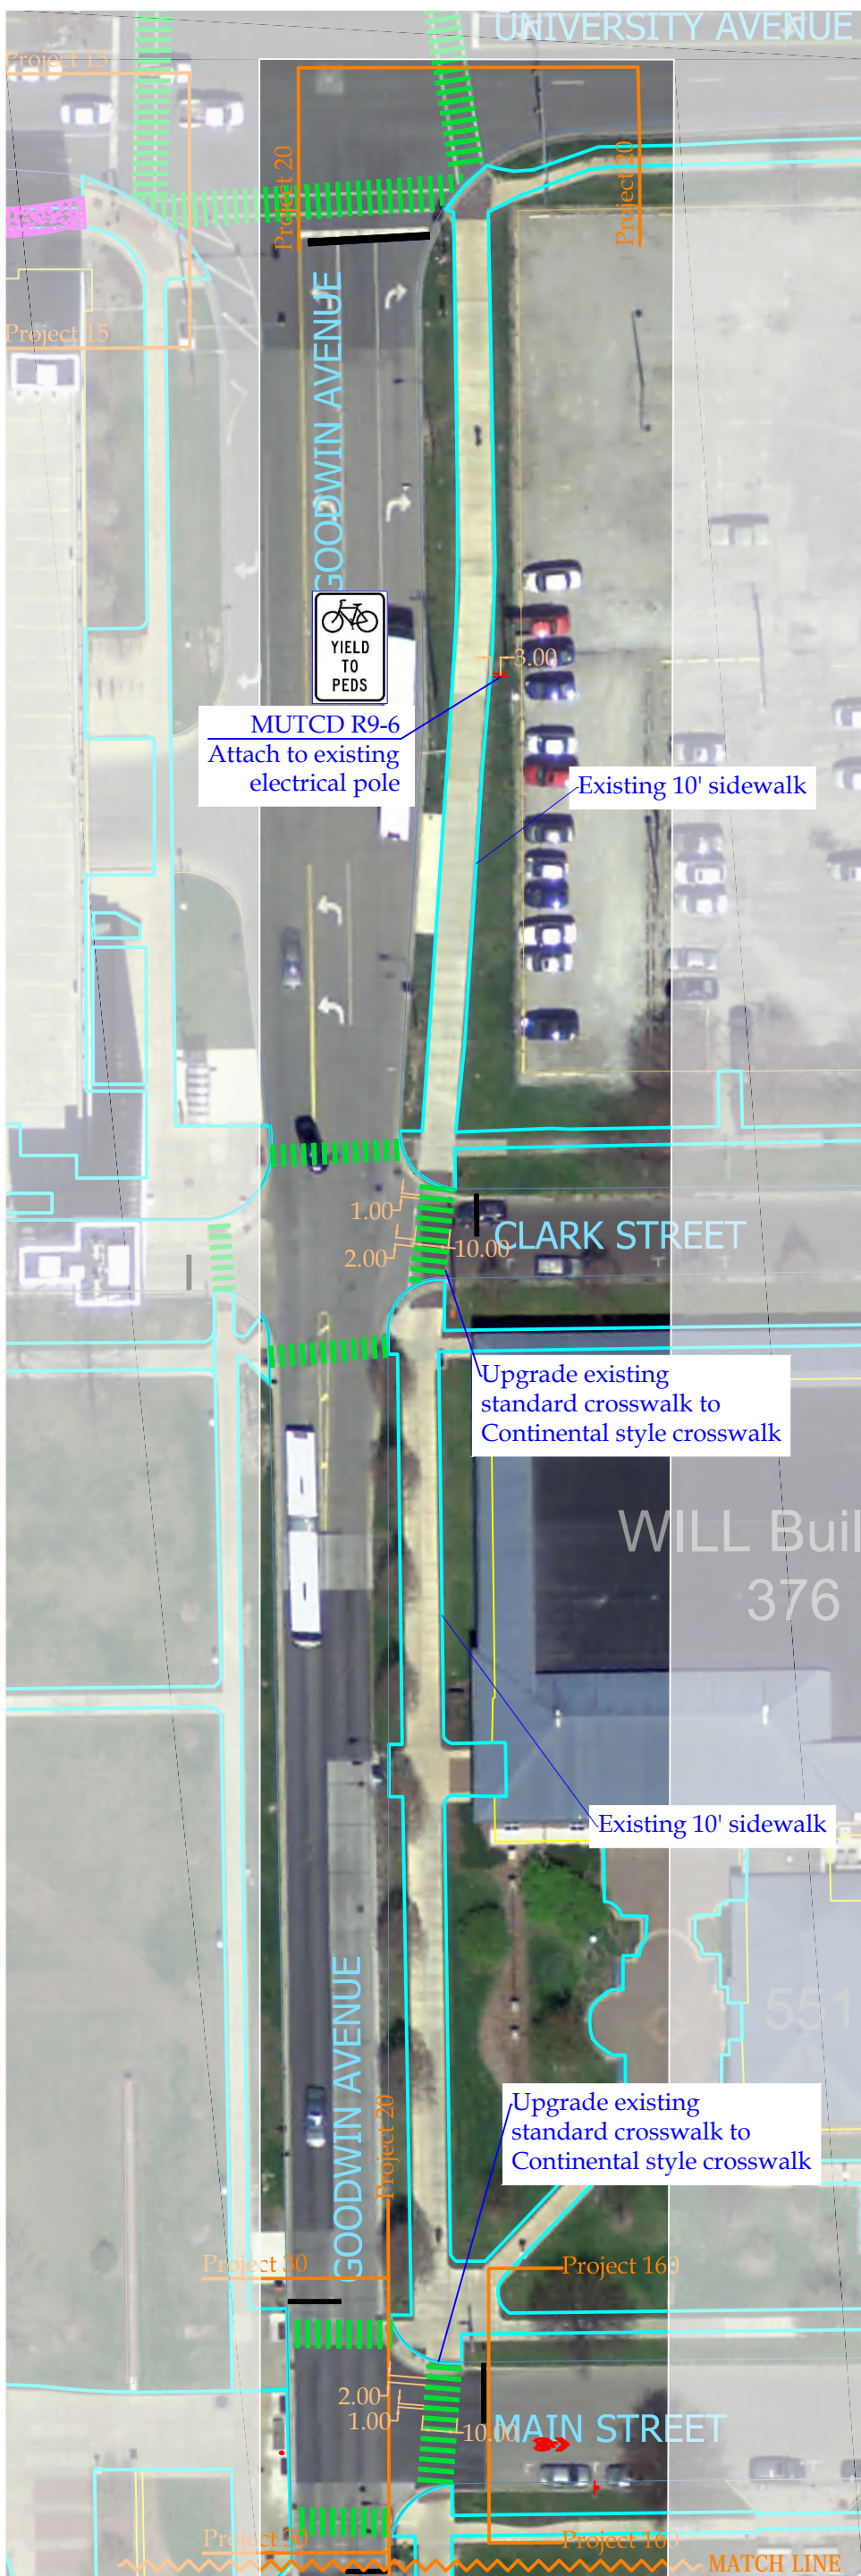 UNIVERSITY AVENUE
Project 15
Project 20
Project 20
GOODWIN AVENUE
Project 15
YIELD
TO
PEDS
3.00
MUTCD R9-6
Attach to existing
electrical pole
Existing 10' sidewalk
1.00
2.00
10.00
CLARK STREET
Upgrade existing
standard crosswalk to
Continental style crosswalk
WILL Buil
376
Existing 10' sidewalk
GOODWIN AVENUE
551
Project 20
Upgrade existing
standard crosswalk to
Continental style crosswalk
Project 30
Project 160
2.00
1.00
10.00
MAIN STREET
Project 30
Project 160
MATCH LINE